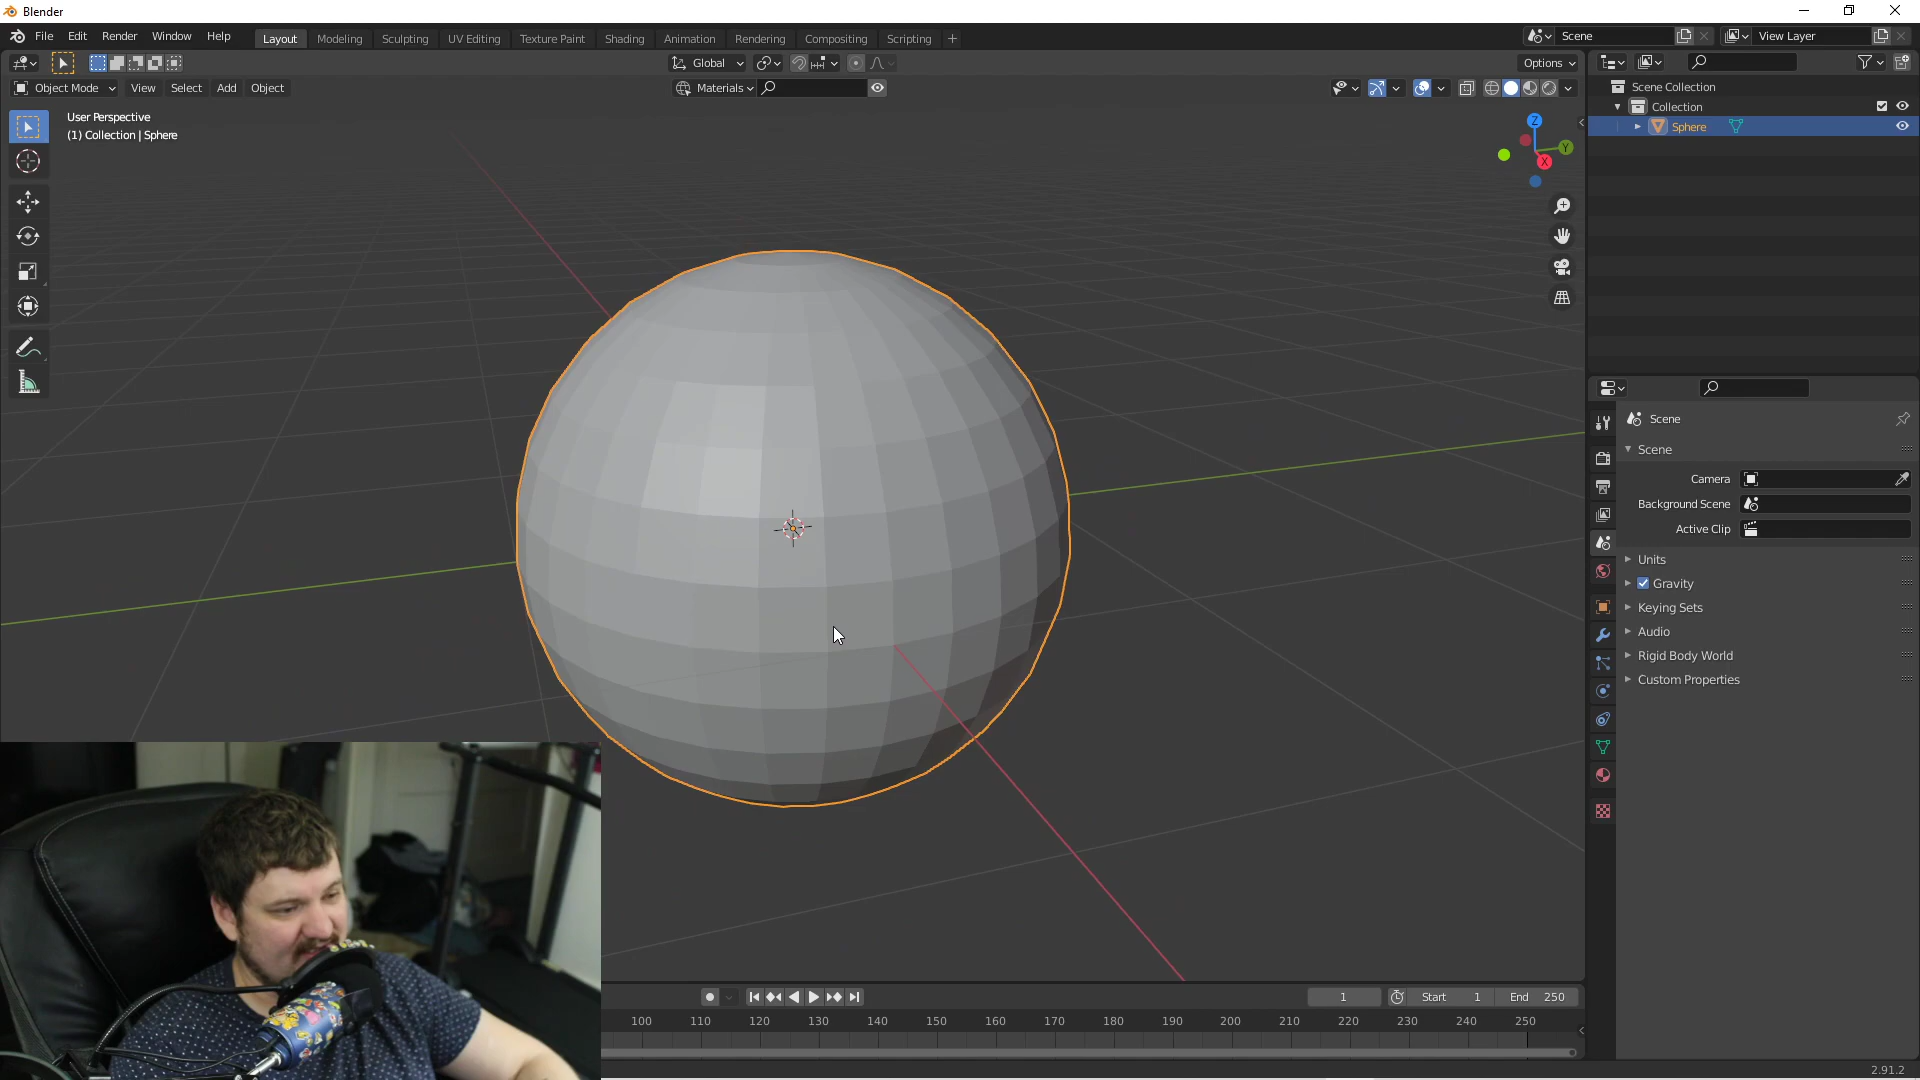 Blender
File Edit Render Window Help
Layout Modeling Sculpting UV Editing Texture Paint Shading Animation Rendering Compositing Scripting +
Scene
View Layer
Global
Options
Object Mode View Select Add Object
Materials
User Perspective
(1) Collection | Sphere
Z
Y
X
Scene Collection
Collection
Sphere
Scene
Scene
Camera
Background Scene
Active Clip
Units
Gravity
Keying Sets
Audio
Rigid Body World
Custom Properties
1 Start 1 End 250
100 110 120 130 140 150 160 170 180 190 200 210 220 230 240 250
2.91.2